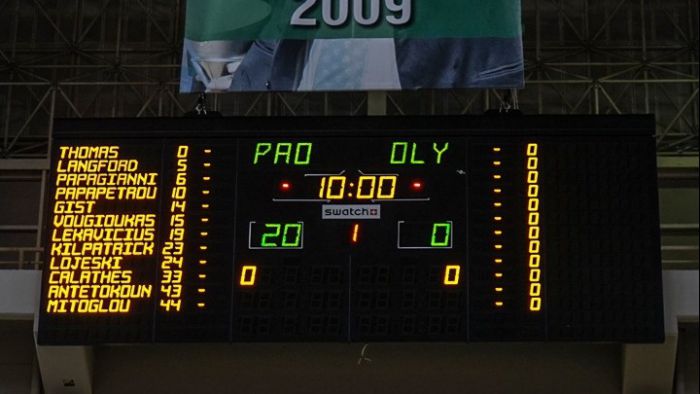 2009
PAO OLY
10:00
swatch
20 1 0
0 0
THOMAS 0 - - 0
LANGFORD 5 - - 0
PAPAGIANNI 6 - - 0
PAPAPETROU 10 - - 0
GIST 14 - - 0
VOUGIOUKAS 15 - - 0
LEKAVICIUS 19 - - 0
KILPATRICK 23 - - 0
LOJESKI 24 - - 0
CALATHES 33 - - 0
ANTETOKOUN 43 - - 0
MITOGLOU 44 - - 0